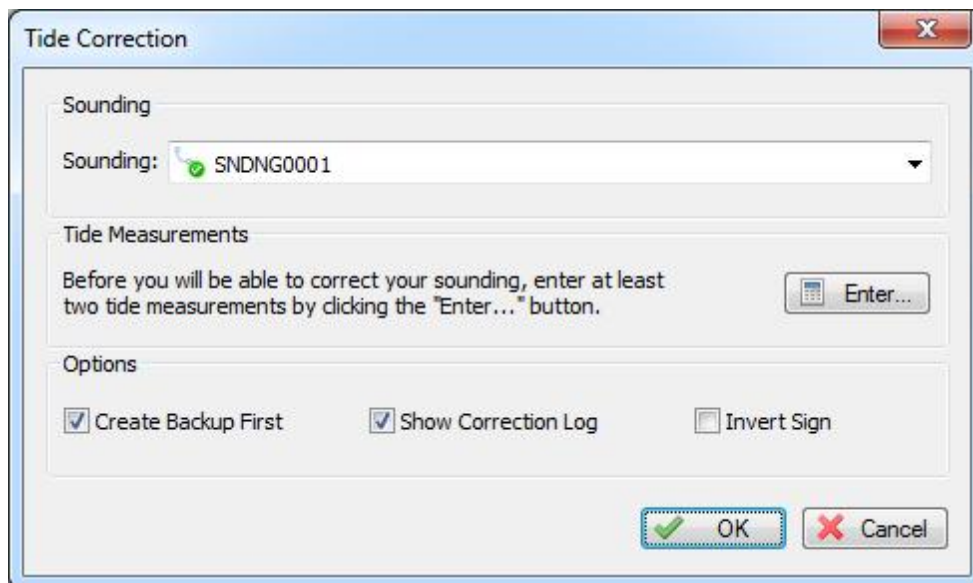 Tide Correction
Sounding
Sounding: SNDNG0001
Tide Measurements
Before you will be able to correct your sounding, enter at least
two tide measurements by clicking the "Enter..." button.
Enter...
Options
Create Backup First Show Correction Log Invert Sign
OK Cancel